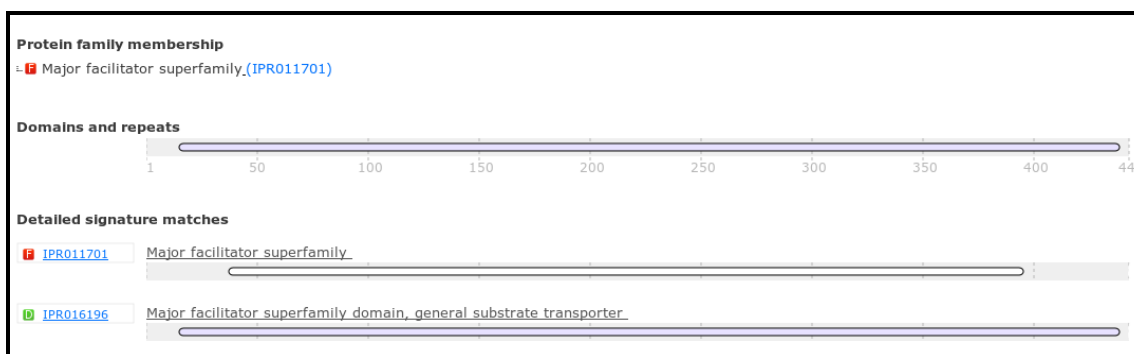 Protein family membership
F Major facilitator superfamily (IPR011701)
Domains and repeats
1 50 100 150 200 250 300 350 400 44
Detailed signature matches
F IPR011701 Major facilitator superfamily
D IPR016196 Major facilitator superfamily domain, general substrate transporter